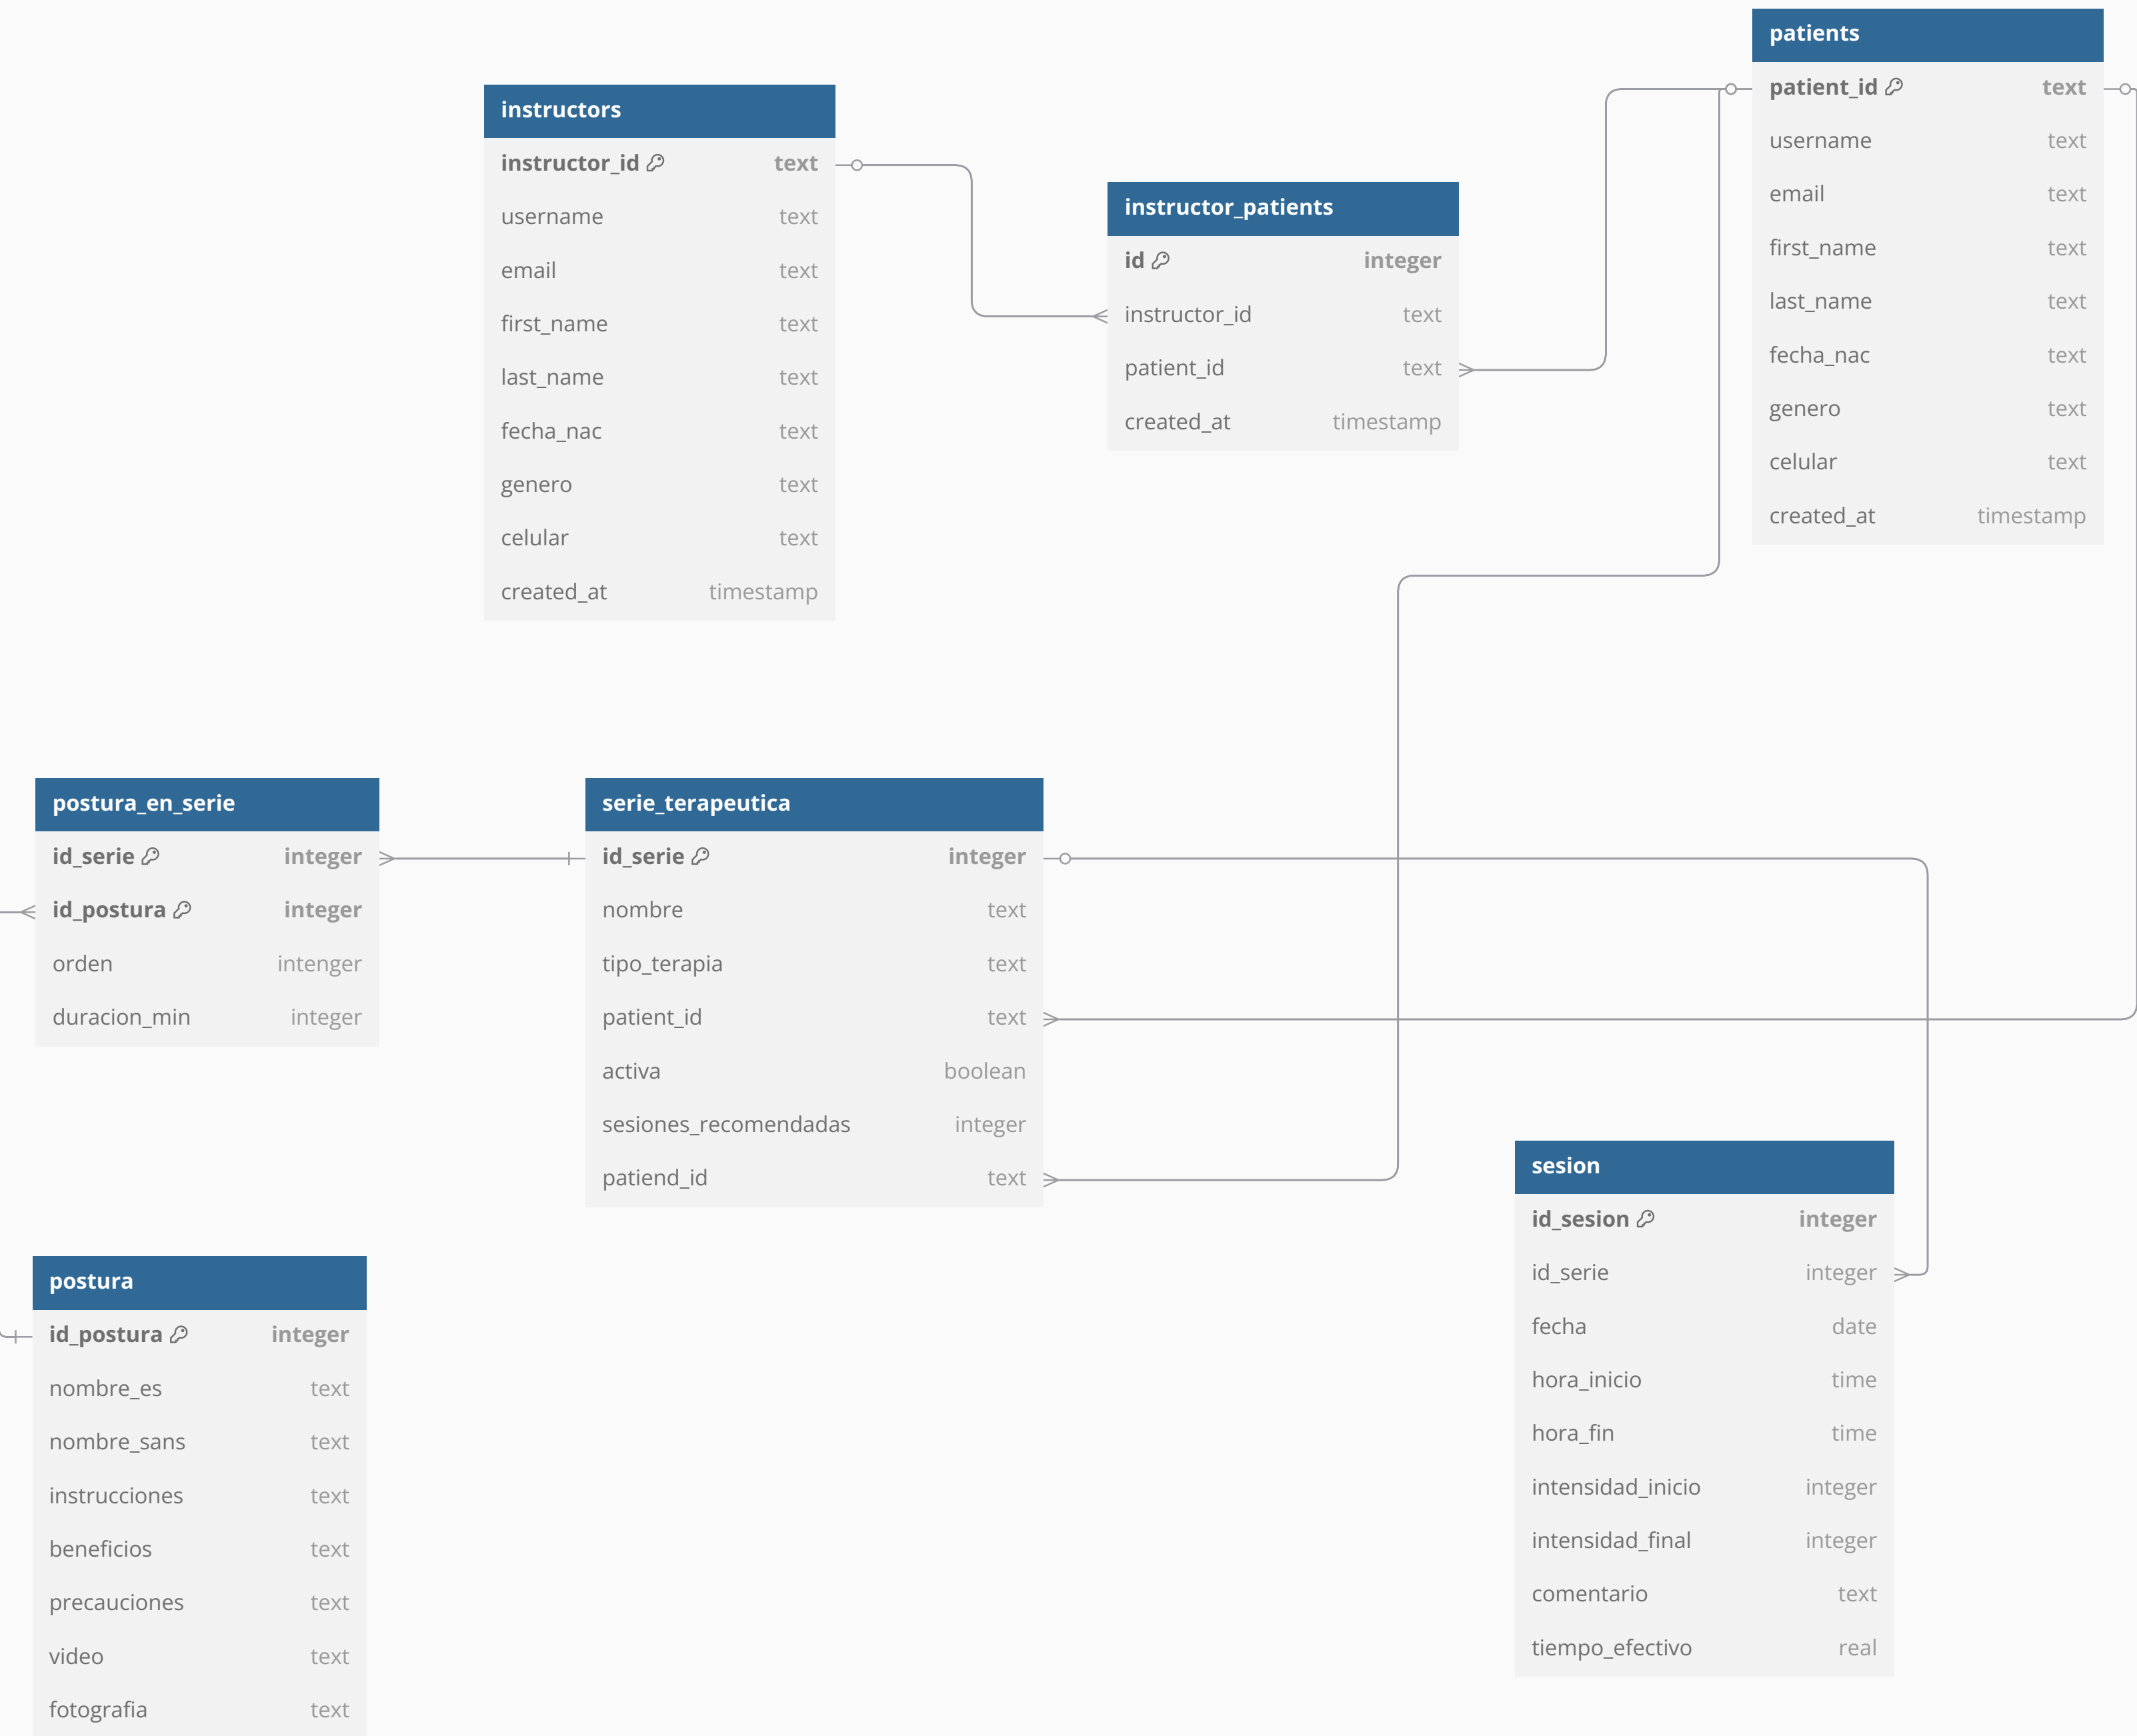 patients
patient_id text
username text
email text
first_name text
last_name text
fecha_nac text
genero text
celular text
created_at timestamp
instructors
instructor_id text
username text
email text
first_name text
last_name text
fecha_nac text
genero text
celular text
created_at timestamp
instructor_patients
id integer
instructor_id text
patient_id text
created_at timestamp
postura_en_serie
id_serie integer
id_postura integer
orden intenger
duracion_min integer
serie_terapeutica
id_serie integer
nombre text
tipo_terapia text
patient_id text
activa boolean
sesiones_recomendadas integer
patiend_id text
sesion
id_sesion integer
id_serie integer
fecha date
hora_inicio time
hora_fin time
intensidad_inicio integer
intensidad_final integer
comentario text
tiempo_efectivo real
postura
id_postura integer
nombre_es text
nombre_sans text
instrucciones text
beneficios text
precauciones text
video text
fotografia text